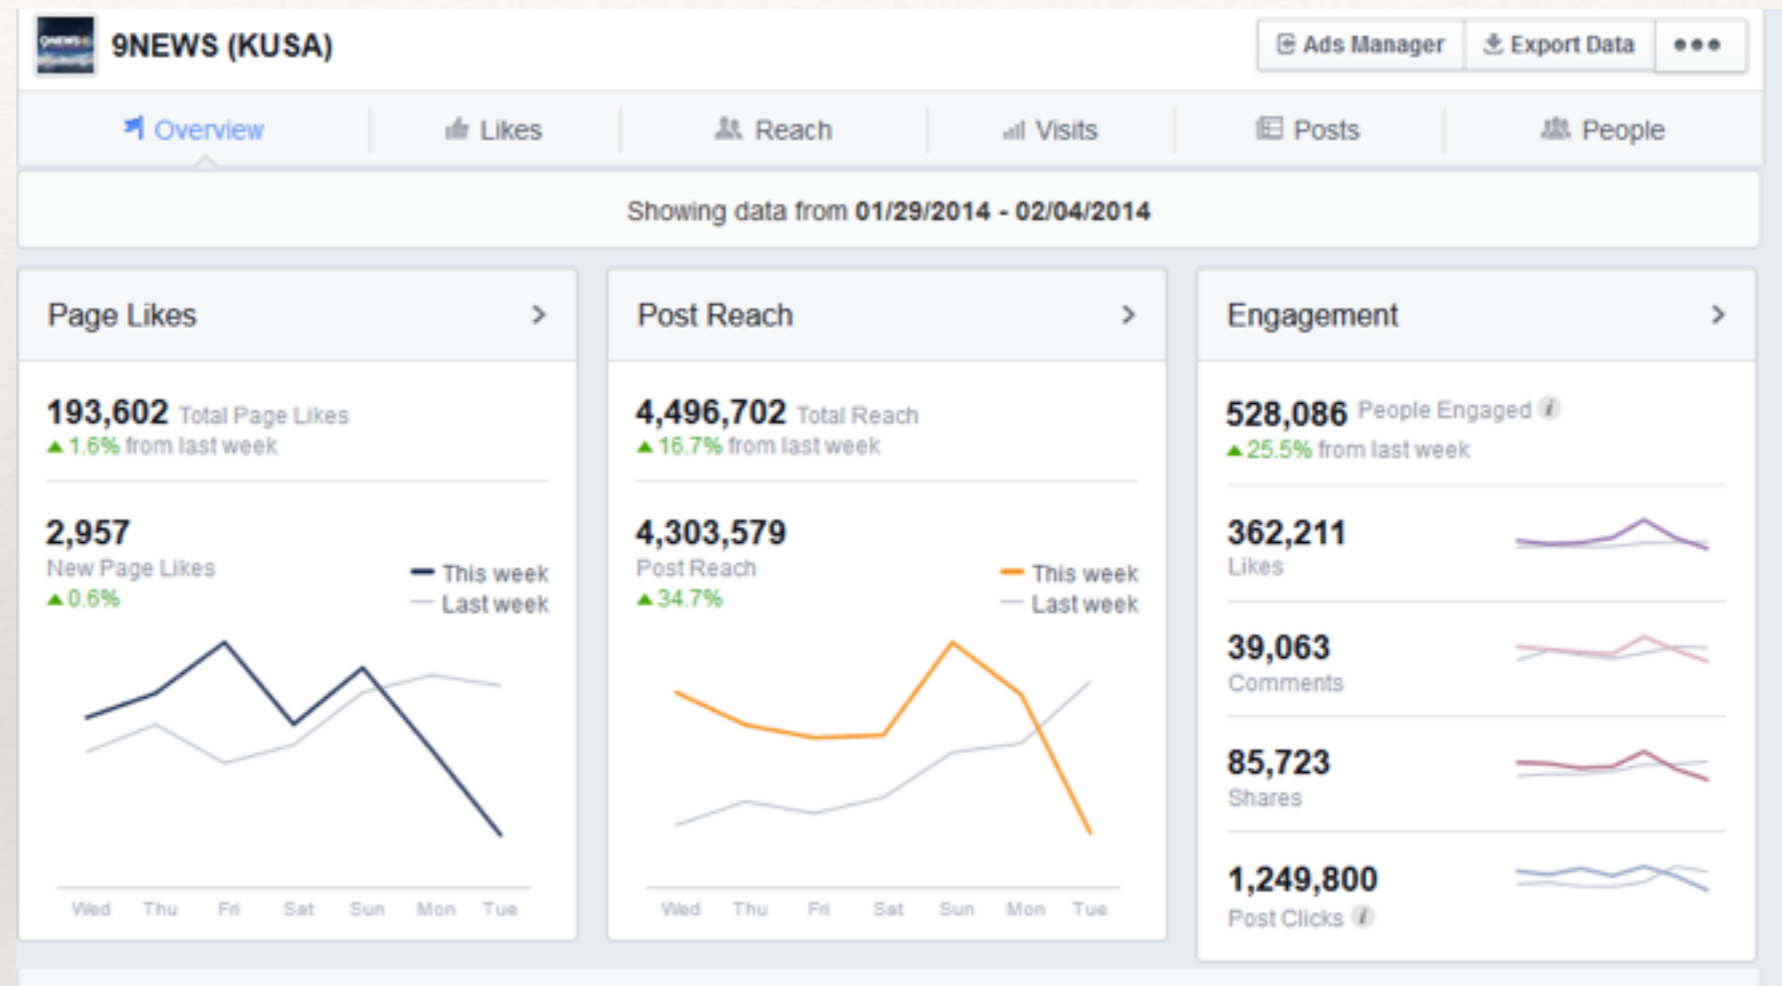 9NEWS (KUSA)
Ads Manager Export Data
Overview Likes Reach Visits Posts People
Showing data from 01/29/2014 - 02/04/2014
Page Likes
193,602 Total Page Likes
1.6% from last week
2,957
New Page Likes
0.6%
This week
Last week
Wed Thu Fri Sat Sun Mon Tue
Post Reach
4,496,702 Total Reach
16.7% from last week
4,303,579
Post Reach
34.7%
This week
Last week
Wed Thu Fri Sat Sun Mon Tue
Engagement
528,086 People Engaged
25.5% from last week
362,211
Likes
39,063
Comments
85,723
Shares
1,249,800
Post Clicks